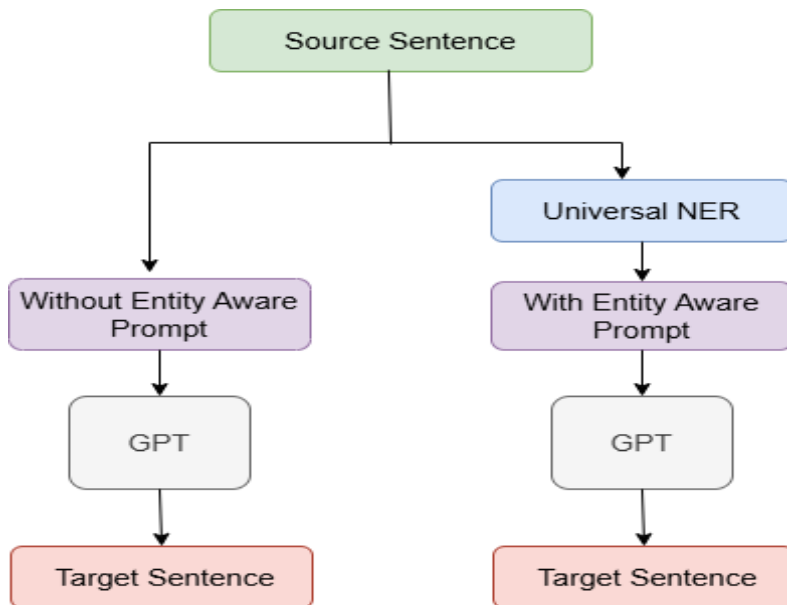 Source Sentence
Universal NER
Without Entity Aware
Prompt
With Entity Aware
Prompt
GPT
GPT
Target Sentence
Target Sentence